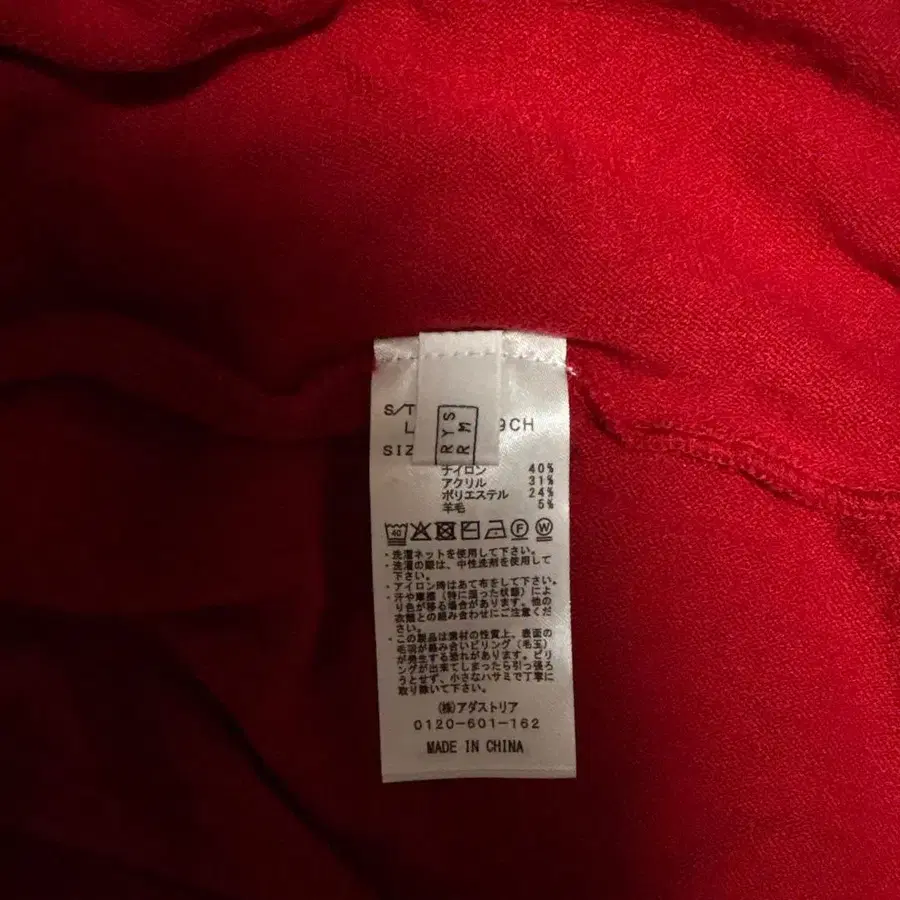 S/T
L 9CH
SIZ
RYS
RM
ナイロン 40%
アクリル 31%
ポリエステル 24%
羊毛 5%
40
F W
・洗濯ネットを使用して下さい。
・洗濯の際は、中性洗剤を使用して
下さい。
・アイロン時はあて布をして下さい。
・汗や摩擦(特に湿った状態)によ
り色が移る場合があります。他の
衣類との組み合わせにご注意くだ
さい。
・この製品は素材の性質上、表面の
毛羽が絡み合いピリング(毛玉)
が発生する恐れがあります。ピリ
ングが出来てしまったら引っ張ろ
うとせず、小さなハサミで丁寧に
取り除いて下さい。
(株)アダストリア
0120-601-162
MADE IN CHINA